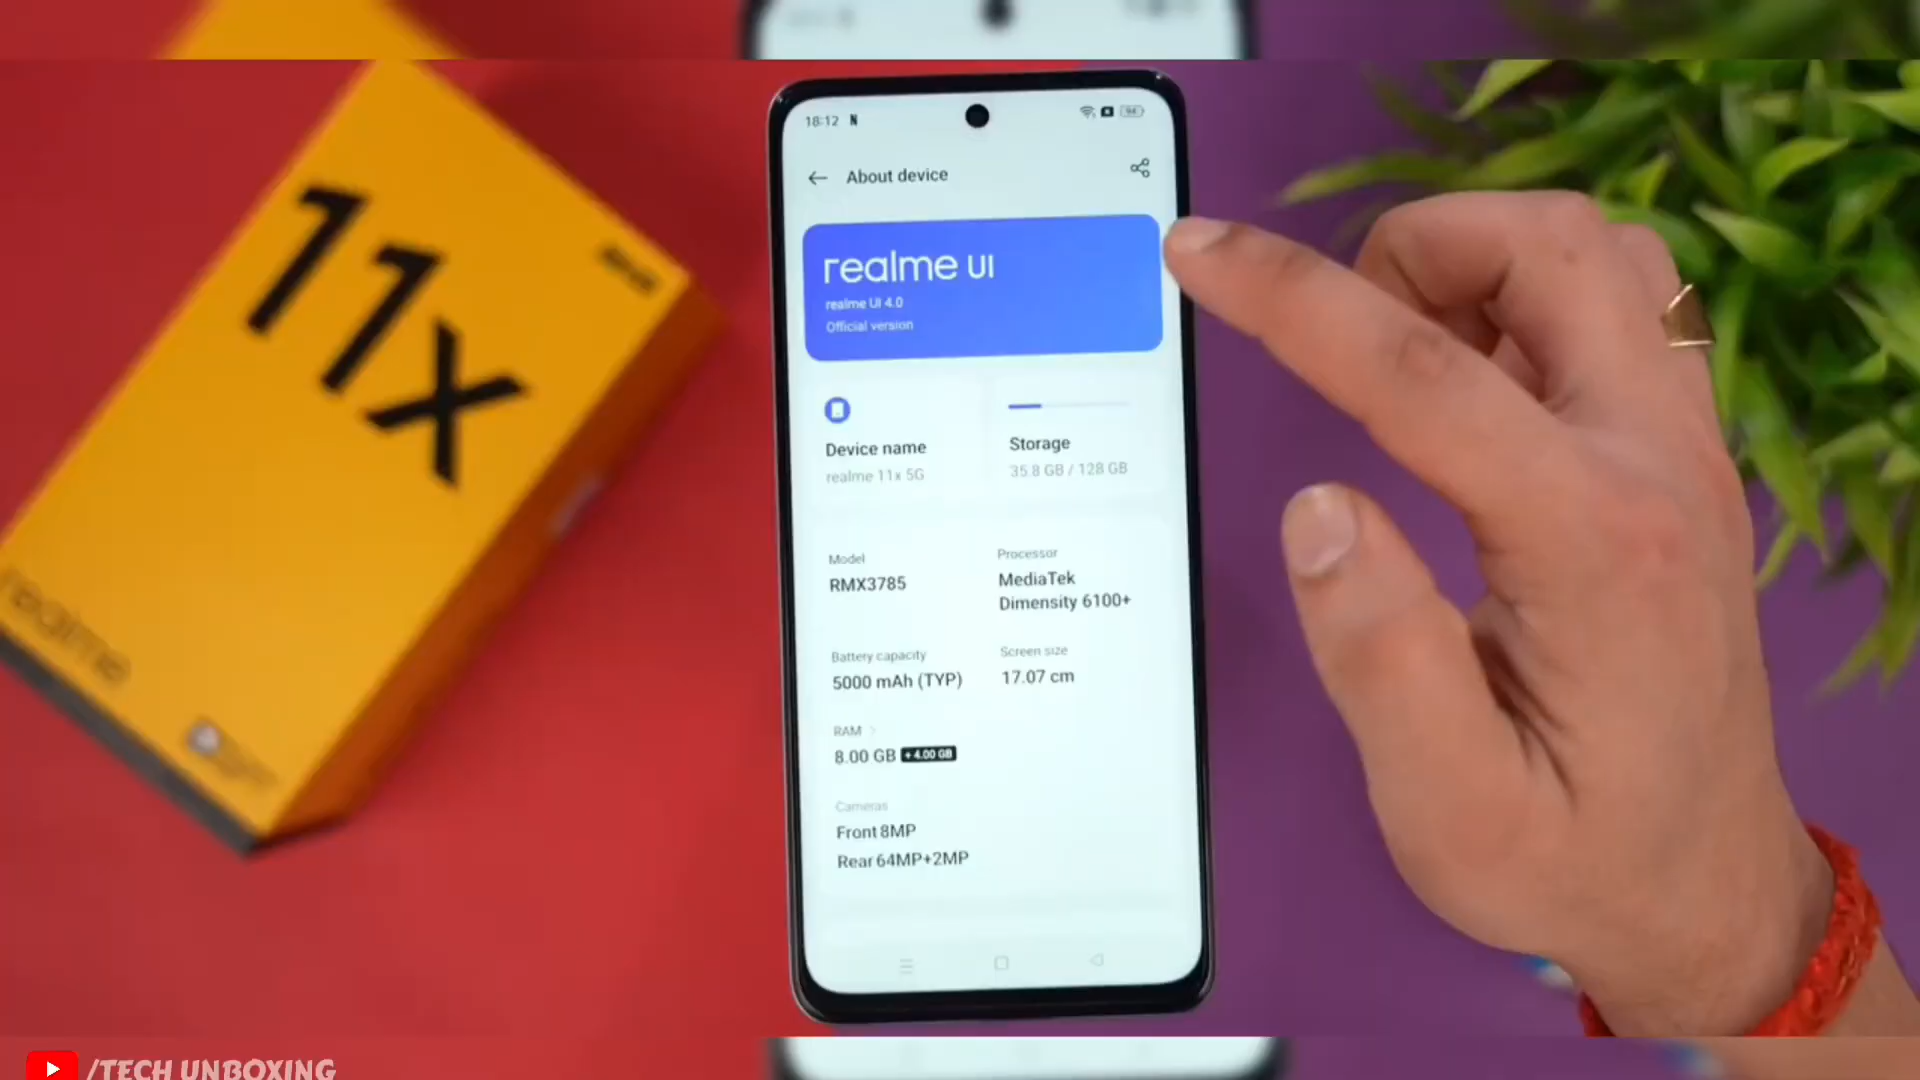 11x
realme
18:12
About device
realme UI
realme UI 4.0
Official version
Device name
realme 11x 5G
Storage
35.8 GB / 128 GB
Model
RMX3785
Processor
MediaTek
Dimensity 6100+
Battery capacity
5000 mAh (TYP)
Screen size
17.07 cm
RAM
8.00 GB + 4.00 GB
Cameras
Front 8MP
Rear 64MP+2MP
/TECH UNBOXING